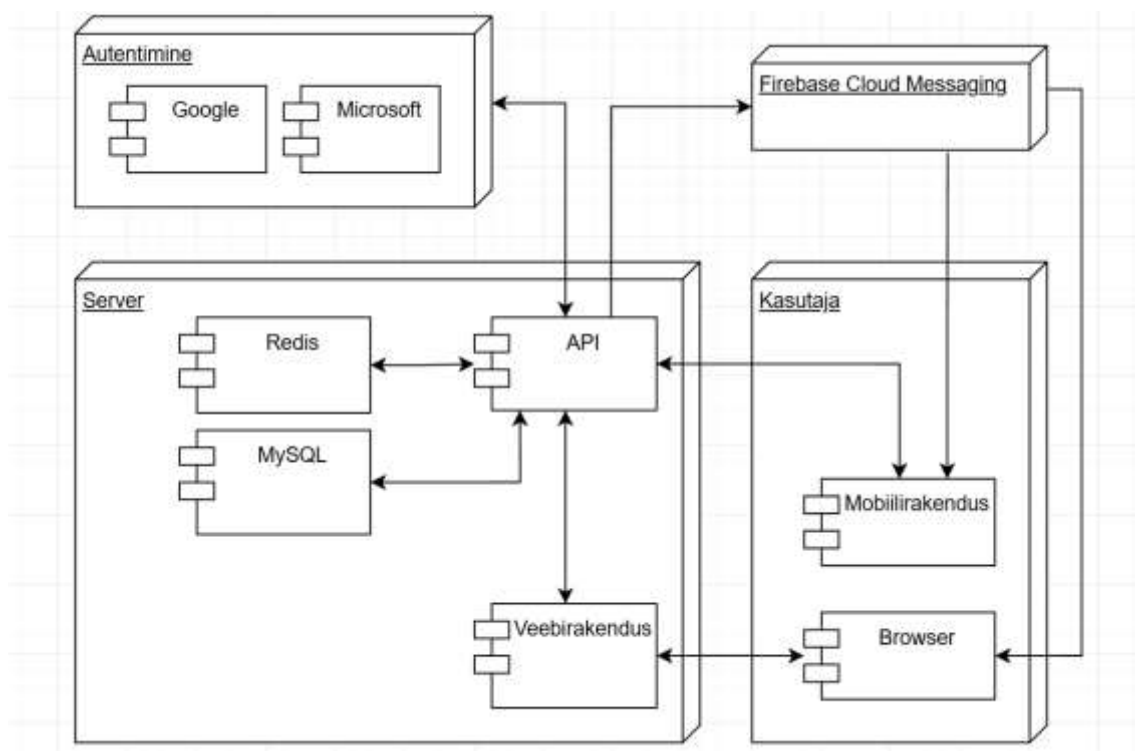 Autentimine
Google
Microsoft
Firebase Cloud Messaging
Server
Redis
API
MySQL
Veebirakendus
Kasutaja
Mobiilirakendus
Browser